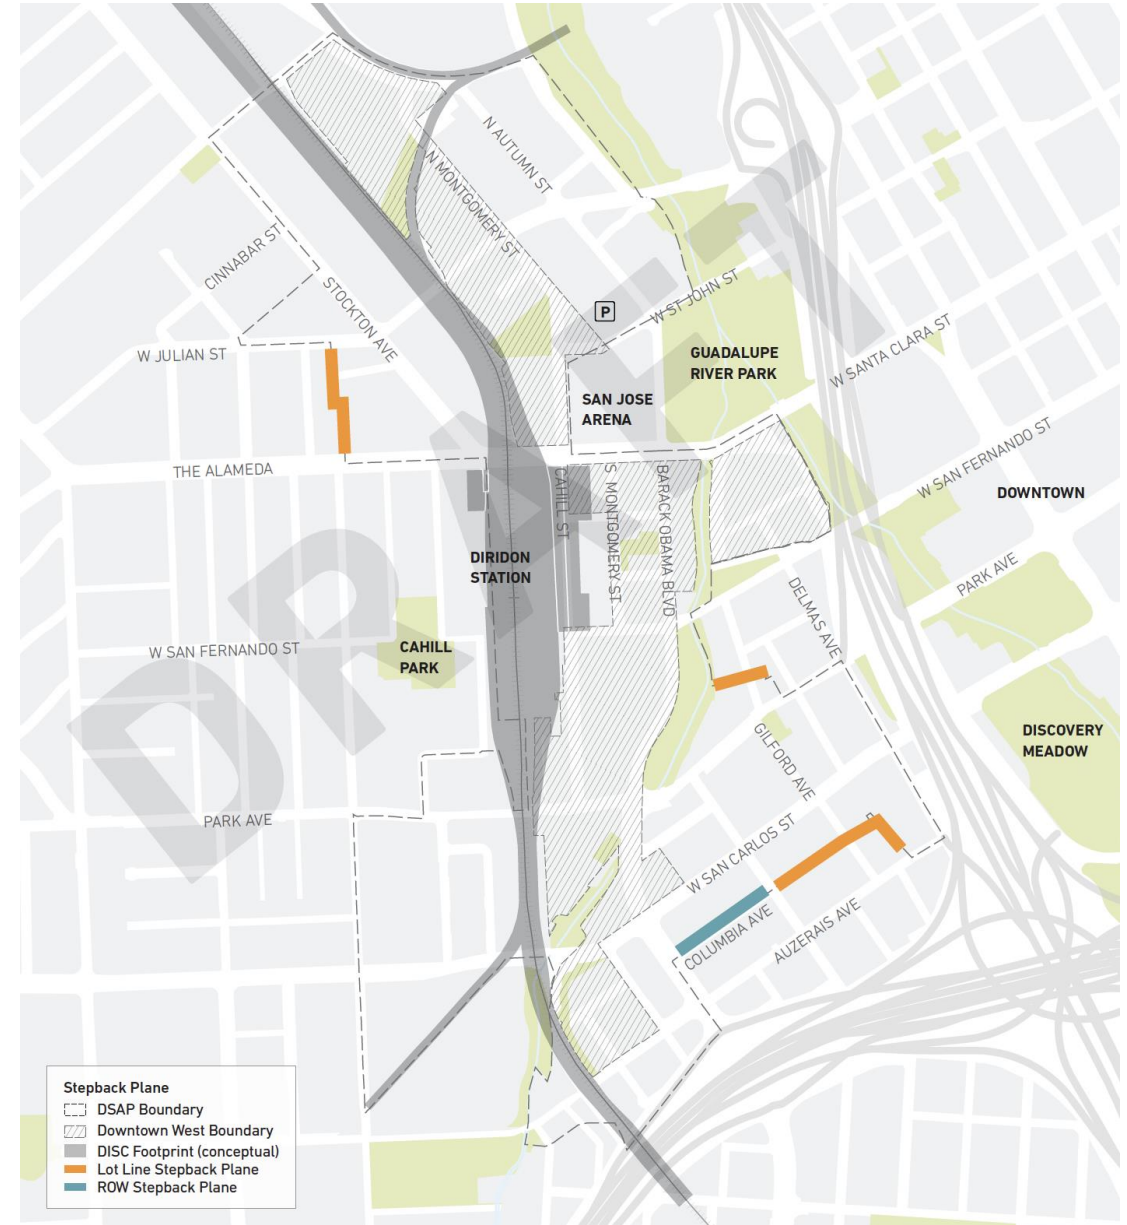 N AUTUMN ST
N MONTGOMERY ST
CINNABAR ST
STOCKTON AVE
P
W ST JOHN ST
W JULIAN ST
GUADALUPE
RIVER PARK
W SANTA CLARA ST
SAN JOSE
ARENA
THE ALAMEDA
CAHILL ST
S MONTGOMERY ST
BARACK OBAMA BLVD
W SAN FERNANDO ST
DOWNTOWN
DIRIDON
STATION
PARK AVE
DELMAS AVE
W SAN FERNANDO ST
CAHILL
PARK
GILFORD AVE
DISCOVERY
MEADOW
PARK AVE
W SAN CARLOS ST
COLUMBIA AVE
AUZERAIS AVE
DRAFT
Stepback Plane
DSAP Boundary
Downtown West Boundary
DISC Footprint (conceptual)
Lot Line Stepback Plane
ROW Stepback Plane